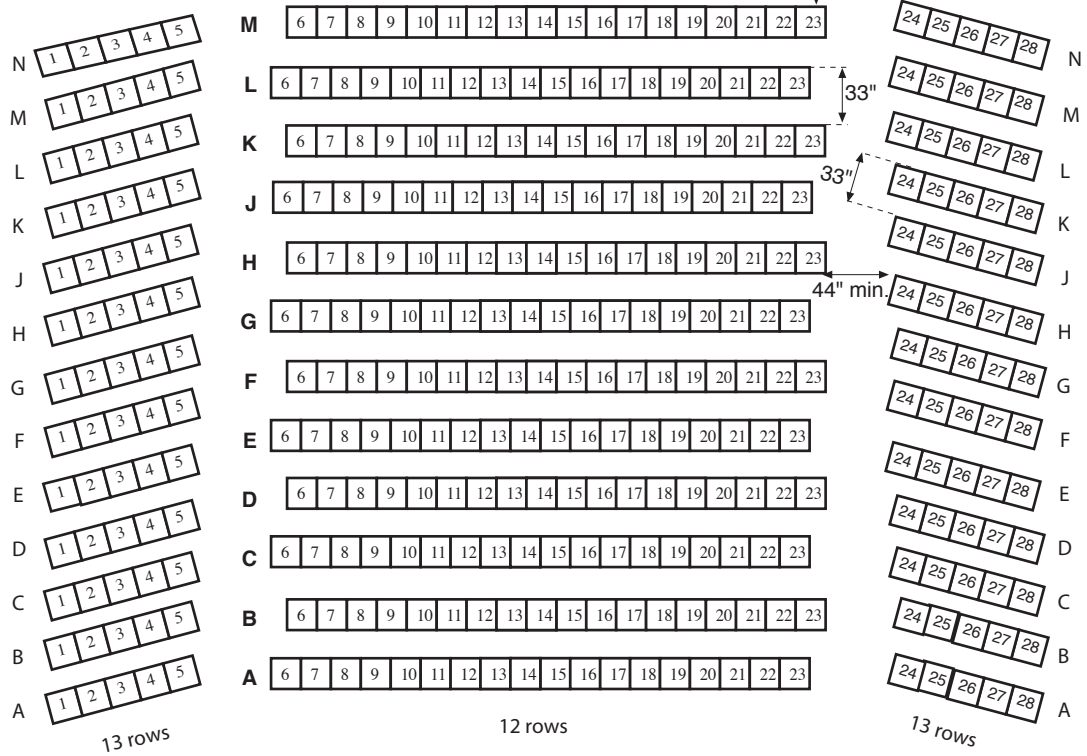 N 1 2 3 4 5
M 1 2 3 4 5
L 1 2 3 4 5
K 1 2 3 4 5
J 1 2 3 4 5
H 1 2 3 4 5
G 1 2 3 4 5
F 1 2 3 4 5
E 1 2 3 4 5
D 1 2 3 4 5
C 1 2 3 4 5
B 1 2 3 4 5
A 1 2 3 4 5
13 rows
M 6 7 8 9 10 11 12 13 14 15 16 17 18 19 20 21 22 23
L 6 7 8 9 10 11 12 13 14 15 16 17 18 19 20 21 22 23
33"
K 6 7 8 9 10 11 12 13 14 15 16 17 18 19 20 21 22 23
33"
J 6 7 8 9 10 11 12 13 14 15 16 17 18 19 20 21 22 23
H 6 7 8 9 10 11 12 13 14 15 16 17 18 19 20 21 22 23
44" min.
G 6 7 8 9 10 11 12 13 14 15 16 17 18 19 20 21 22 23
F 6 7 8 9 10 11 12 13 14 15 16 17 18 19 20 21 22 23
E 6 7 8 9 10 11 12 13 14 15 16 17 18 19 20 21 22 23
D 6 7 8 9 10 11 12 13 14 15 16 17 18 19 20 21 22 23
C 6 7 8 9 10 11 12 13 14 15 16 17 18 19 20 21 22 23
B 6 7 8 9 10 11 12 13 14 15 16 17 18 19 20 21 22 23
A 6 7 8 9 10 11 12 13 14 15 16 17 18 19 20 21 22 23
12 rows
24 25 26 27 28 N
24 25 26 27 28 M
24 25 26 27 28 L
24 25 26 27 28 K
24 25 26 27 28 J
24 25 26 27 28 H
24 25 26 27 28 G
24 25 26 27 28 F
24 25 26 27 28 E
24 25 26 27 28 D
24 25 26 27 28 C
24 25 26 27 28 B
24 25 26 27 28 A
13 rows